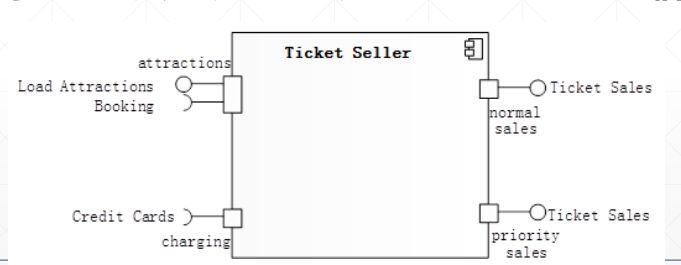 Ticket Seller
attractions
Load Attractions
Booking
Ticket Sales
normal
sales
Credit Cards
charging
Ticket Sales
priority
sales